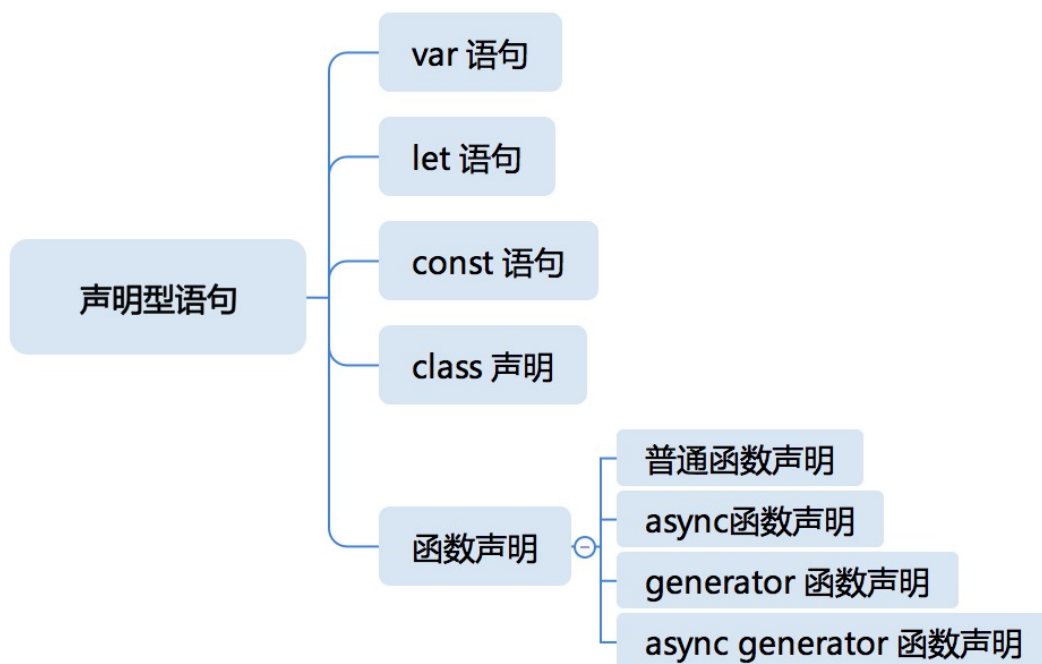 声明型语句
var 语句
let 语句
const 语句
class 声明
函数声明
普通函数声明
async函数声明
generator 函数声明
async generator 函数声明